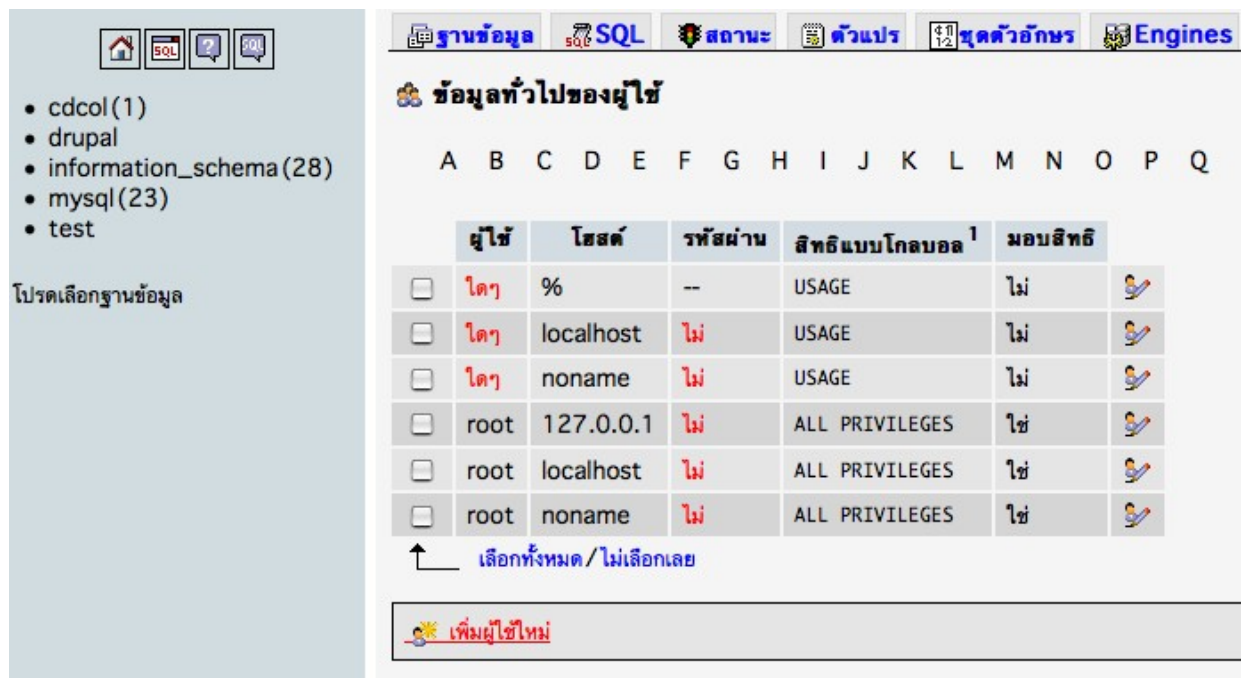 SQL
?
SQL
cdcol(1)
drupal
information_schema(28)
mysql(23)
test
โปรดเลือกฐานข้อมูล
ฐานข้อมูล SQL สถานะ ตัวแปร ชุดตัวอักษร Engines
ข้อมูลทั่วไปของผู้ใช้
A B C D E F G H I J K L M N O P Q
ผู้ใช้ โฮสต์ รหัสผ่าน สิทธิแบบโกลบอล 1 มอบสิทธิ
ใดๆ % -- USAGE ไม่
ใดๆ localhost ไม่ USAGE ไม่
ใดๆ noname ไม่ USAGE ไม่
root 127.0.0.1 ไม่ ALL PRIVILEGES ใช่
root localhost ไม่ ALL PRIVILEGES ใช่
root noname ไม่ ALL PRIVILEGES ใช่
เลือกทั้งหมด/ไม่เลือกเลย
เพิ่มผู้ใช้ใหม่